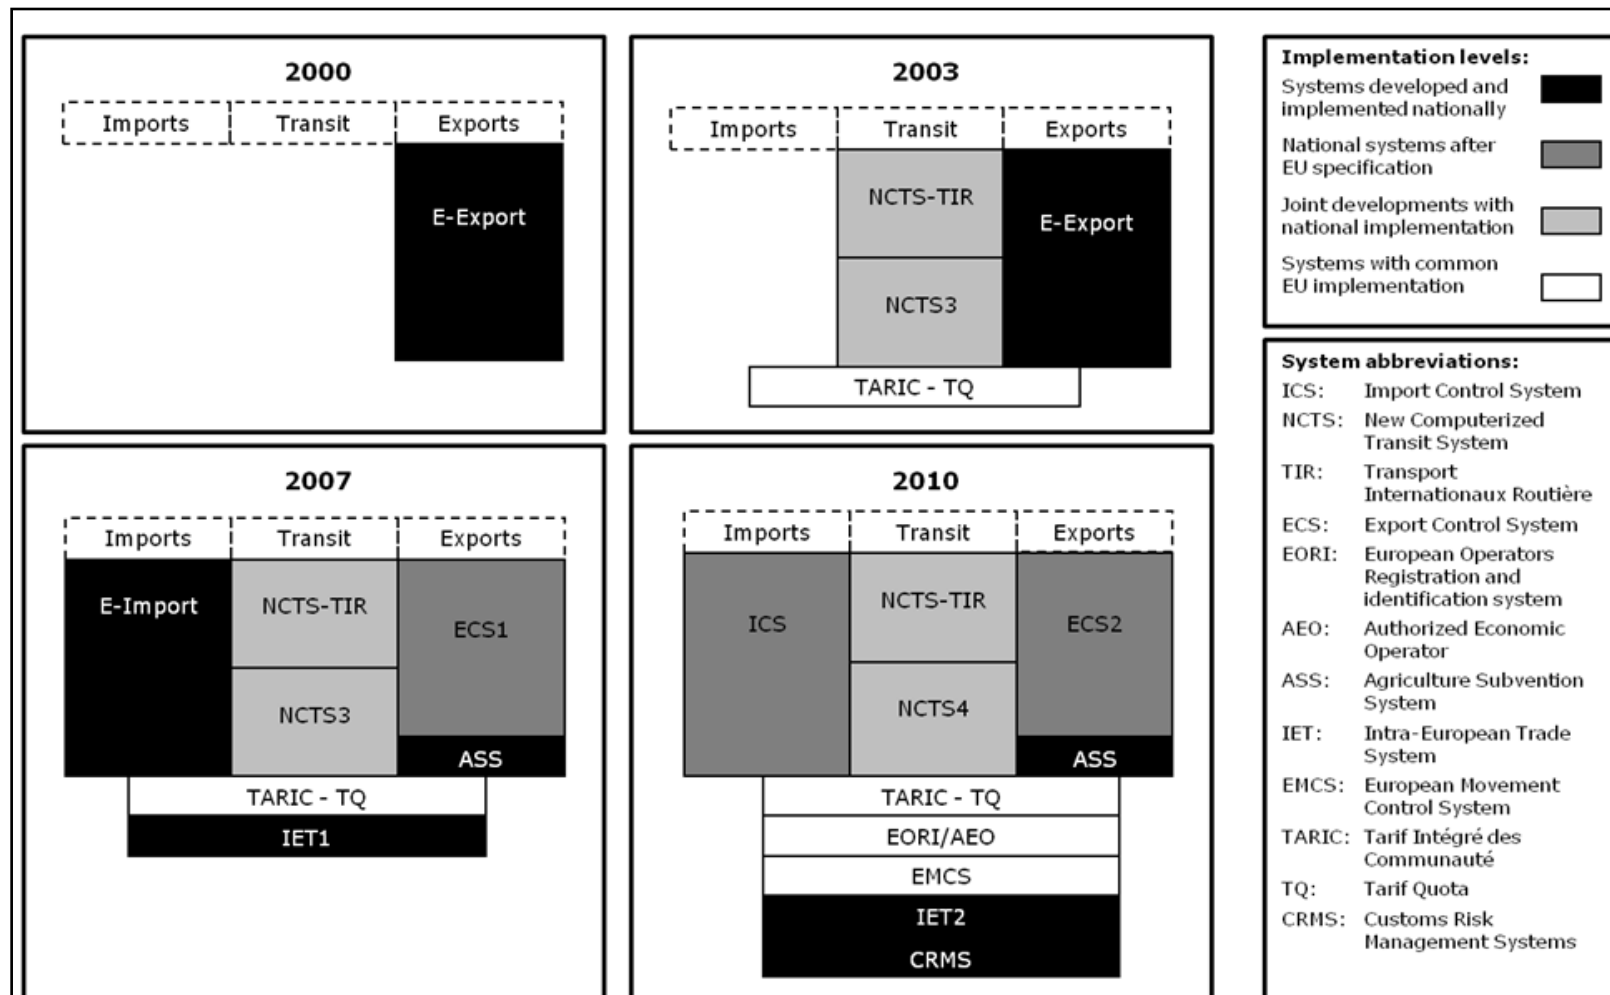 2000
Imports Transit Exports
E-Export
2003
Imports Transit Exports
NCTS-TIR
E-Export
NCTS3
TARIC - TQ
2007
Imports Transit Exports
E-Import
NCTS-TIR
ECS1
NCTS3
ASS
TARIC - TQ
IET1
2010
Imports Transit Exports
ICS
NCTS-TIR
ECS2
NCTS4
ASS
TARIC - TQ
EORI/AEO
EMCS
IET2
CRMS
Implementation levels:
Systems developed and
implemented nationally
National systems after
EU specification
Joint developments with
national implementation
Systems with common
EU implementation
System abbreviations:
ICS: Import Control System
NCTS: New Computerized
Transit System
TIR: Transport
Internationaux Routière
ECS: Export Control System
EORI: European Operators
Registration and
identification system
AEO: Authorized Economic
Operator
ASS: Agriculture Subvention
System
IET: Intra-European Trade
System
EMCS: European Movement
Control System
TARIC: Tarif Intégré des
Communauté
TQ: Tarif Quota
CRMS: Customs Risk
Management Systems